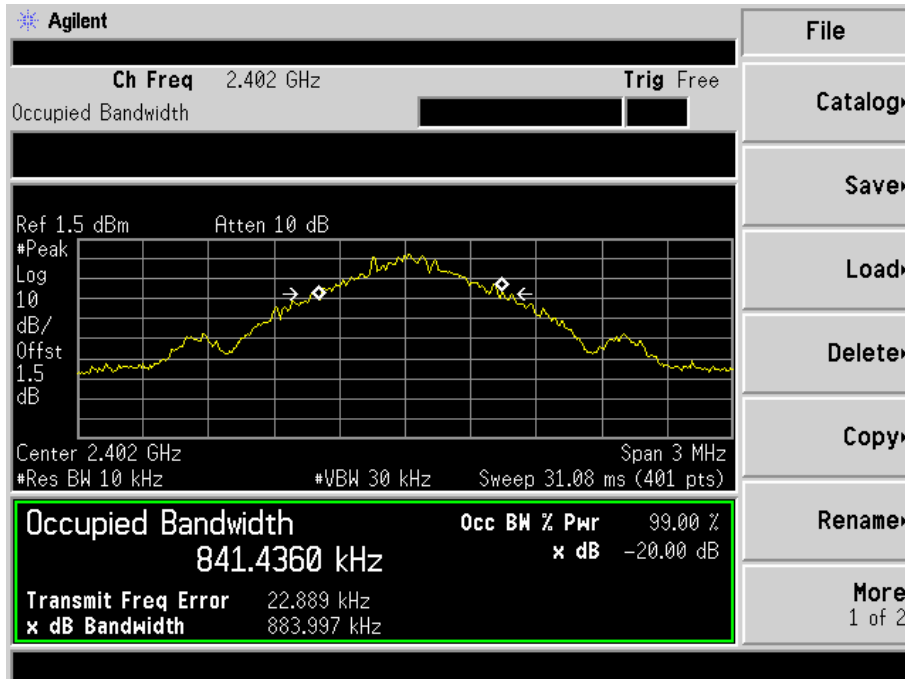 Agilent
Ch Freq 2.402 GHz Trig Free
Occupied Bandwidth
Ref 1.5 dBm Atten 10 dB
#Peak
Log
10
dB/
Offst
1.5
dB
Center 2.402 GHz Span 3 MHz
#Res BW 10 kHz #VBW 30 kHz Sweep 31.08 ms (401 pts)
Occupied Bandwidth Occ BW % Pwr 99.00 %
841.4360 kHz x dB -20.00 dB
Transmit Freq Error 22.889 kHz
x dB Bandwidth 883.997 kHz
File
Catalog
Save
Load
Delete
Copy
Rename
More
1 of 2